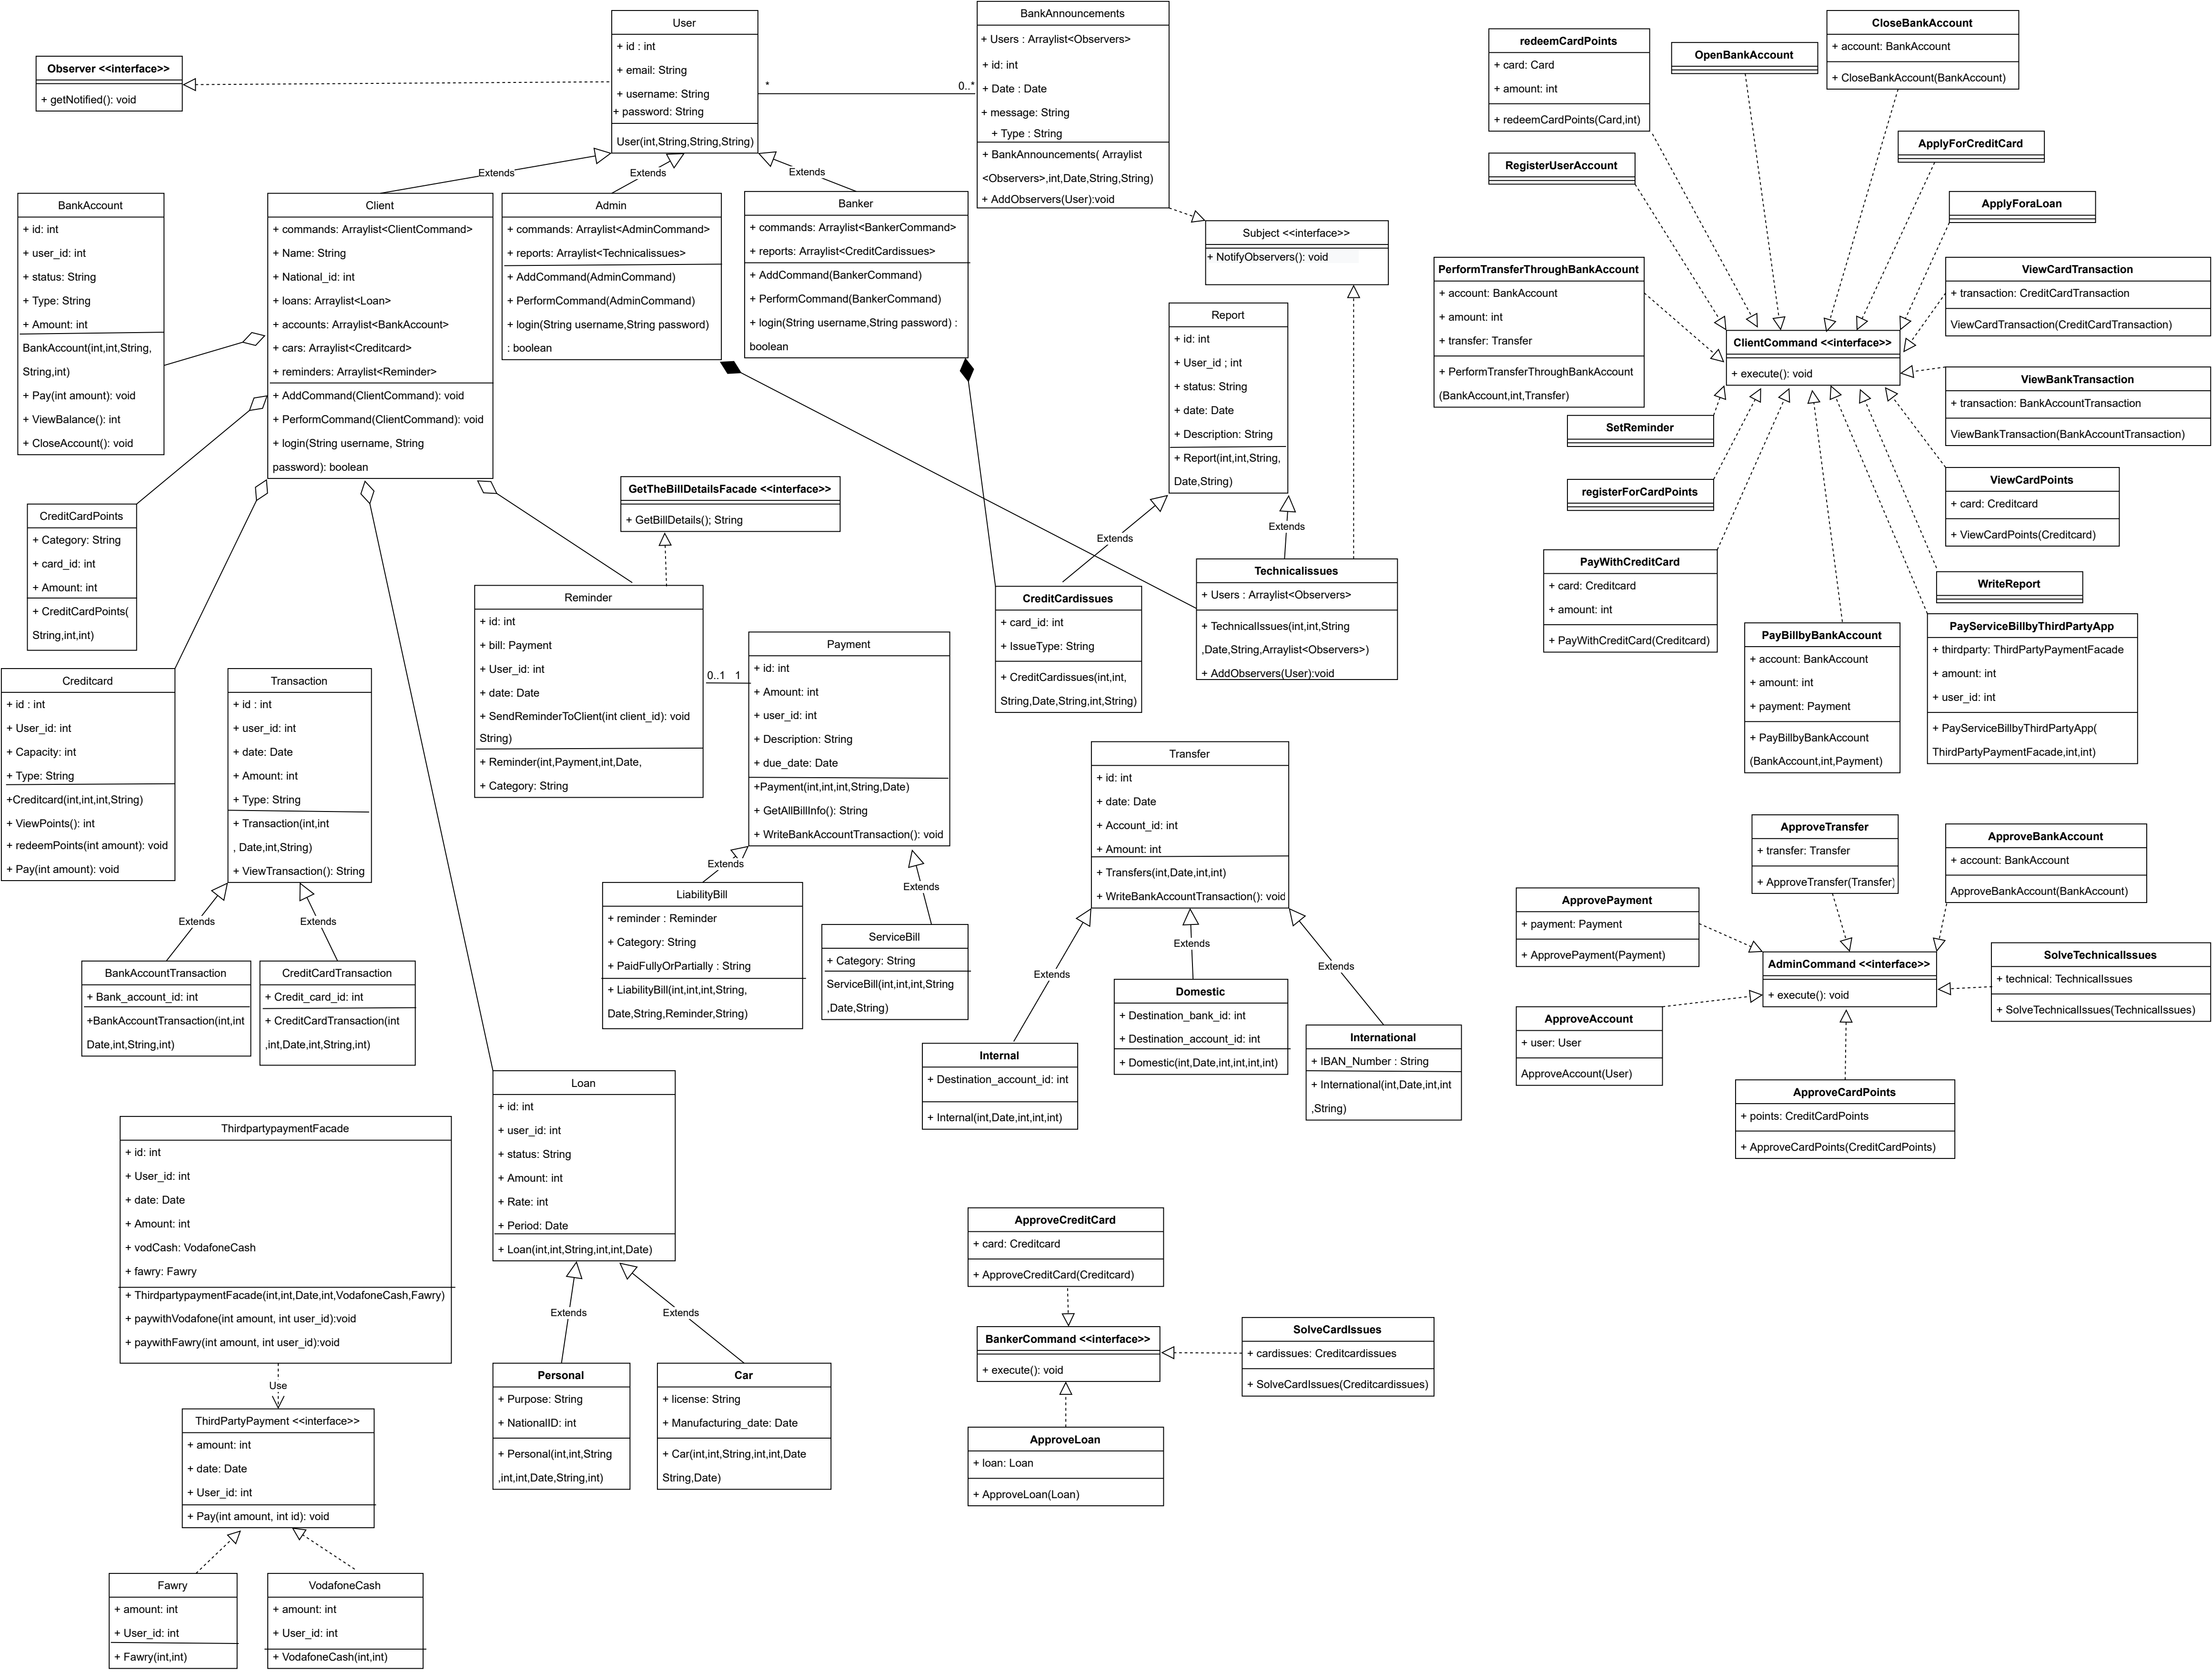 User
+ id : int
+ email: String
+ username: String
+ password: String
User(int,String,String,String)
Observer <<interface>>
+ getNotified(): void
*
0..*
BankAnnouncements
+ Users : Arraylist<Observers>
+ id: int
+ Date : Date
+ message: String
+ Type : String
+ BankAnnouncements( Arraylist
<Observers>,int,Date,String,String)
+ AddObservers(User):void
Extends
Extends
Extends
BankAccount
+ id: int
+ user_id: int
+ status: String
+ Type: String
+ Amount: int
BankAccount(int,int,String,
String,int)
+ Pay(int amount): void
+ ViewBalance(): int
+ CloseAccount(): void
Client
+ commands: Arraylist<ClientCommand>
+ Name: String
+ National_id: int
+ loans: Arraylist<Loan>
+ accounts: Arraylist<BankAccount>
+ cars: Arraylist<Creditcard>
+ reminders: Arraylist<Reminder>
+ AddCommand(ClientCommand): void
+ PerformCommand(ClientCommand): void
+ login(String username, String
password): boolean
Admin
+ commands: Arraylist<AdminCommand>
+ reports: Arraylist<Technicalissues>
+ AddCommand(AdminCommand)
+ PerformCommand(AdminCommand)
+ login(String username,String password)
: boolean
Banker
+ commands: Arraylist<BankerCommand>
+ reports: Arraylist<CreditCardissues>
+ AddCommand(BankerCommand)
+ PerformCommand(BankerCommand)
+ login(String username,String password) :
boolean
Subject <<interface>>
+ NotifyObservers(): void
Report
+ id: int
+ User_id ; int
+ status: String
+ date: Date
+ Description: String
+ Report(int,int,String,
Date,String)
Extends
Extends
CreditCardPoints
+ Category: String
+ card_id: int
+ Amount: int
+ CreditCardPoints(
String,int,int)
GetTheBillDetailsFacade <<interface>>
+ GetBillDetails(); String
Reminder
+ id: int
+ bill: Payment
+ User_id: int
+ date: Date
+ SendReminderToClient(int client_id): void
String)
+ Reminder(int,Payment,int,Date,
+ Category: String
0..1
1
Payment
+ id: int
+ Amount: int
+ user_id: int
+ Description: String
+ due_date: Date
+Payment(int,int,int,String,Date)
+ GetAllBillInfo(): String
+ WriteBankAccountTransaction(): void
CreditCardissues
+ card_id: int
+ IssueType: String
+ CreditCardissues(int,int,
String,Date,String,int,String)
Technicalissues
+ Users : Arraylist<Observers>
+ TechnicalIssues(int,int,String
,Date,String,Arraylist<Observers>)
+ AddObservers(User):void
Creditcard
+ id : int
+ User_id: int
+ Capacity: int
+ Type: String
+Creditcard(int,int,int,String)
+ ViewPoints(): int
+ redeemPoints(int amount): void
+ Pay(int amount): void
Transaction
+ id : int
+ user_id: int
+ date: Date
+ Amount: int
+ Type: String
+ Transaction(int,int
, Date,int,String)
+ ViewTransaction(): String
Extends
Extends
BankAccountTransaction
+ Bank_account_id: int
+BankAccountTransaction(int,int
Date,int,String,int)
CreditCardTransaction
+ Credit_card_id: int
+ CreditCardTransaction(int
,int,Date,int,String,int)
Extends
Extends
LiabilityBill
+ reminder : Reminder
+ Category: String
+ PaidFullyOrPartially : String
+ LiabilityBill(int,int,int,String,
Date,String,Reminder,String)
ServiceBill
+ Category: String
ServiceBill(int,int,int,String
,Date,String)
Transfer
+ id: int
+ date: Date
+ Account_id: int
+ Amount: int
+ Transfers(int,Date,int,int)
+ WriteBankAccountTransaction(): void
Extends
Extends
Extends
Internal
+ Destination_account_id: int
+ Internal(int,Date,int,int,int)
Domestic
+ Destination_bank_id: int
+ Destination_account_id: int
+ Domestic(int,Date,int,int,int,int)
International
+ IBAN_Number : String
+ International(int,Date,int,int
,String)
Loan
+ id: int
+ user_id: int
+ status: String
+ Amount: int
+ Rate: int
+ Period: Date
+ Loan(int,int,String,int,int,Date)
Extends
Extends
Personal
+ Purpose: String
+ NationalID: int
+ Personal(int,int,String
,int,int,Date,String,int)
Car
+ license: String
+ Manufacturing_date: Date
+ Car(int,int,String,int,int,Date
String,Date)
ThirdpartypaymentFacade
+ id: int
+ User_id: int
+ date: Date
+ Amount: int
+ vodCash: VodafoneCash
+ fawry: Fawry
+ ThirdpartypaymentFacade(int,int,Date,int,VodafoneCash,Fawry)
+ paywithVodafone(int amount, int user_id):void
+ paywithFawry(int amount, int user_id):void
Use
ThirdPartyPayment <<interface>>
+ amount: int
+ date: Date
+ User_id: int
+ Pay(int amount, int id): void
Fawry
+ amount: int
+ User_id: int
+ Fawry(int,int)
VodafoneCash
+ amount: int
+ User_id: int
+ VodafoneCash(int,int)
redeemCardPoints
+ card: Card
+ amount: int
+ redeemCardPoints(Card,int)
OpenBankAccount
CloseBankAccount
+ account: BankAccount
+ CloseBankAccount(BankAccount)
RegisterUserAccount
ApplyForCreditCard
ApplyForaLoan
PerformTransferThroughBankAccount
+ account: BankAccount
+ amount: int
+ transfer: Transfer
+ PerformTransferThroughBankAccount
(BankAccount,int,Transfer)
ClientCommand <<interface>>
+ execute(): void
ViewCardTransaction
+ transaction: CreditCardTransaction
ViewCardTransaction(CreditCardTransaction)
ViewBankTransaction
+ transaction: BankAccountTransaction
ViewBankTransaction(BankAccountTransaction)
SetReminder
registerForCardPoints
ViewCardPoints
+ card: Creditcard
+ ViewCardPoints(Creditcard)
PayWithCreditCard
+ card: Creditcard
+ amount: int
+ PayWithCreditCard(Creditcard)
WriteReport
PayBillbyBankAccount
+ account: BankAccount
+ amount: int
+ payment: Payment
+ PayBillbyBankAccount
(BankAccount,int,Payment)
PayServiceBillbyThirdPartyApp
+ thirdparty: ThirdPartyPaymentFacade
+ amount: int
+ user_id: int
+ PayServiceBillbyThirdPartyApp(
ThirdPartyPaymentFacade,int,int)
ApproveTransfer
+ transfer: Transfer
+ ApproveTransfer(Transfer)
ApproveBankAccount
+ account: BankAccount
ApproveBankAccount(BankAccount)
ApprovePayment
+ payment: Payment
+ ApprovePayment(Payment)
AdminCommand <<interface>>
+ execute(): void
SolveTechnicalIssues
+ technical: TechnicalIssues
+ SolveTechnicalIssues(TechnicalIssues)
ApproveAccount
+ user: User
ApproveAccount(User)
ApproveCardPoints
+ points: CreditCardPoints
+ ApproveCardPoints(CreditCardPoints)
ApproveCreditCard
+ card: Creditcard
+ ApproveCreditCard(Creditcard)
BankerCommand <<interface>>
+ execute(): void
SolveCardIssues
+ cardissues: Creditcardissues
+ SolveCardIssues(Creditcardissues)
ApproveLoan
+ loan: Loan
+ ApproveLoan(Loan)